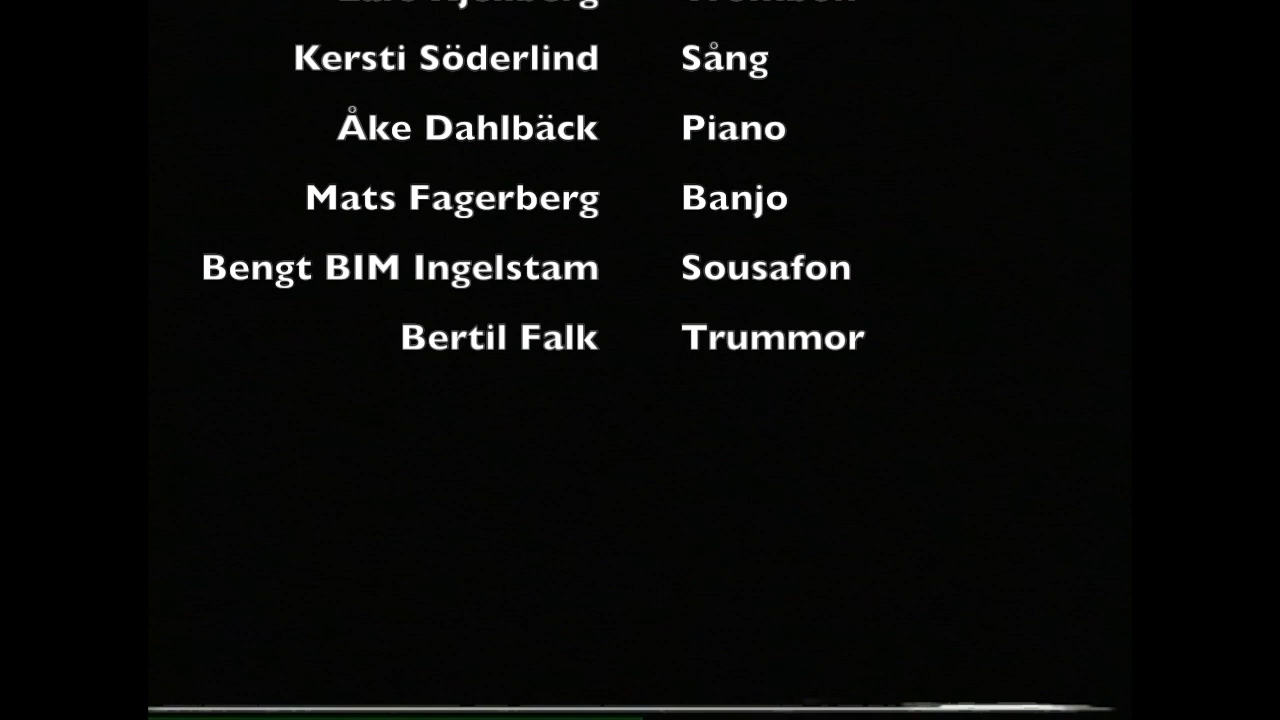 Kersti Söderlind Sång
Åke Dahlbäck Piano
Mats Fagerberg Banjo
Bengt BIM Ingelstam Sousafon
Bertil Falk Trummor